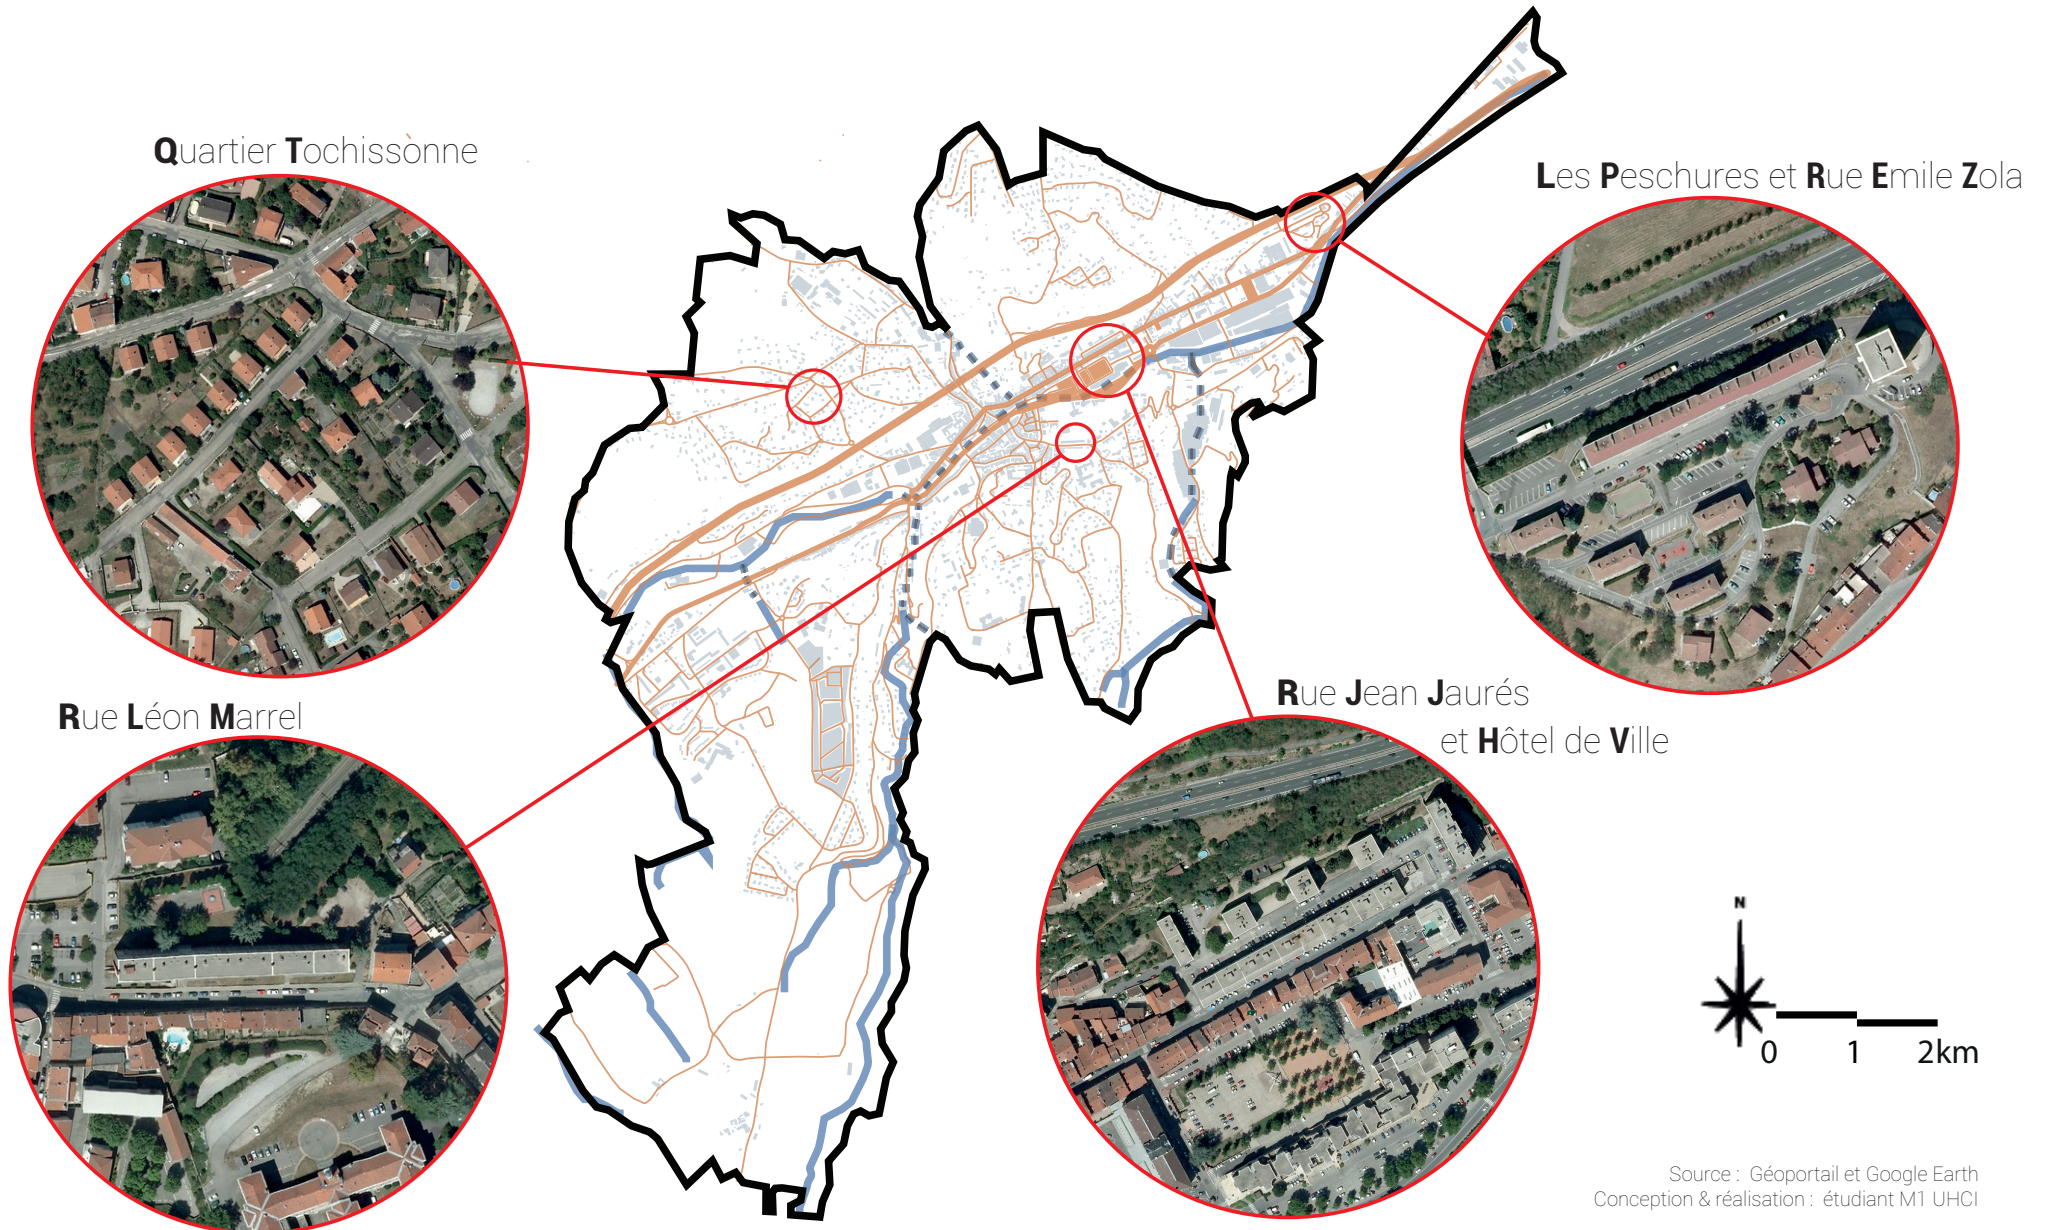 Quartier Tochissonne
Les Peschures et Rue Emile Zola
Rue Léon Marrel
Rue Jean Jaurés
et Hôtel de Ville
N
0 1 2km
Source : Géoportail et Google Earth
Conception & réalisation : étudiant M1 UHCI